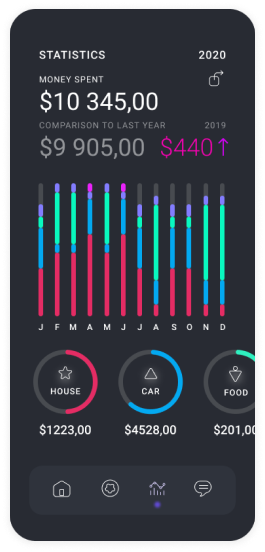 STATISTICS 2020
MONEY SPENT
$10 345,00
COMPARISON TO LAST YEAR 2019
$9 905,00 $440↑
J F M A M J J A S O N D
HOUSE CAR FOOD
$1223,00 $4528,00 $201,00